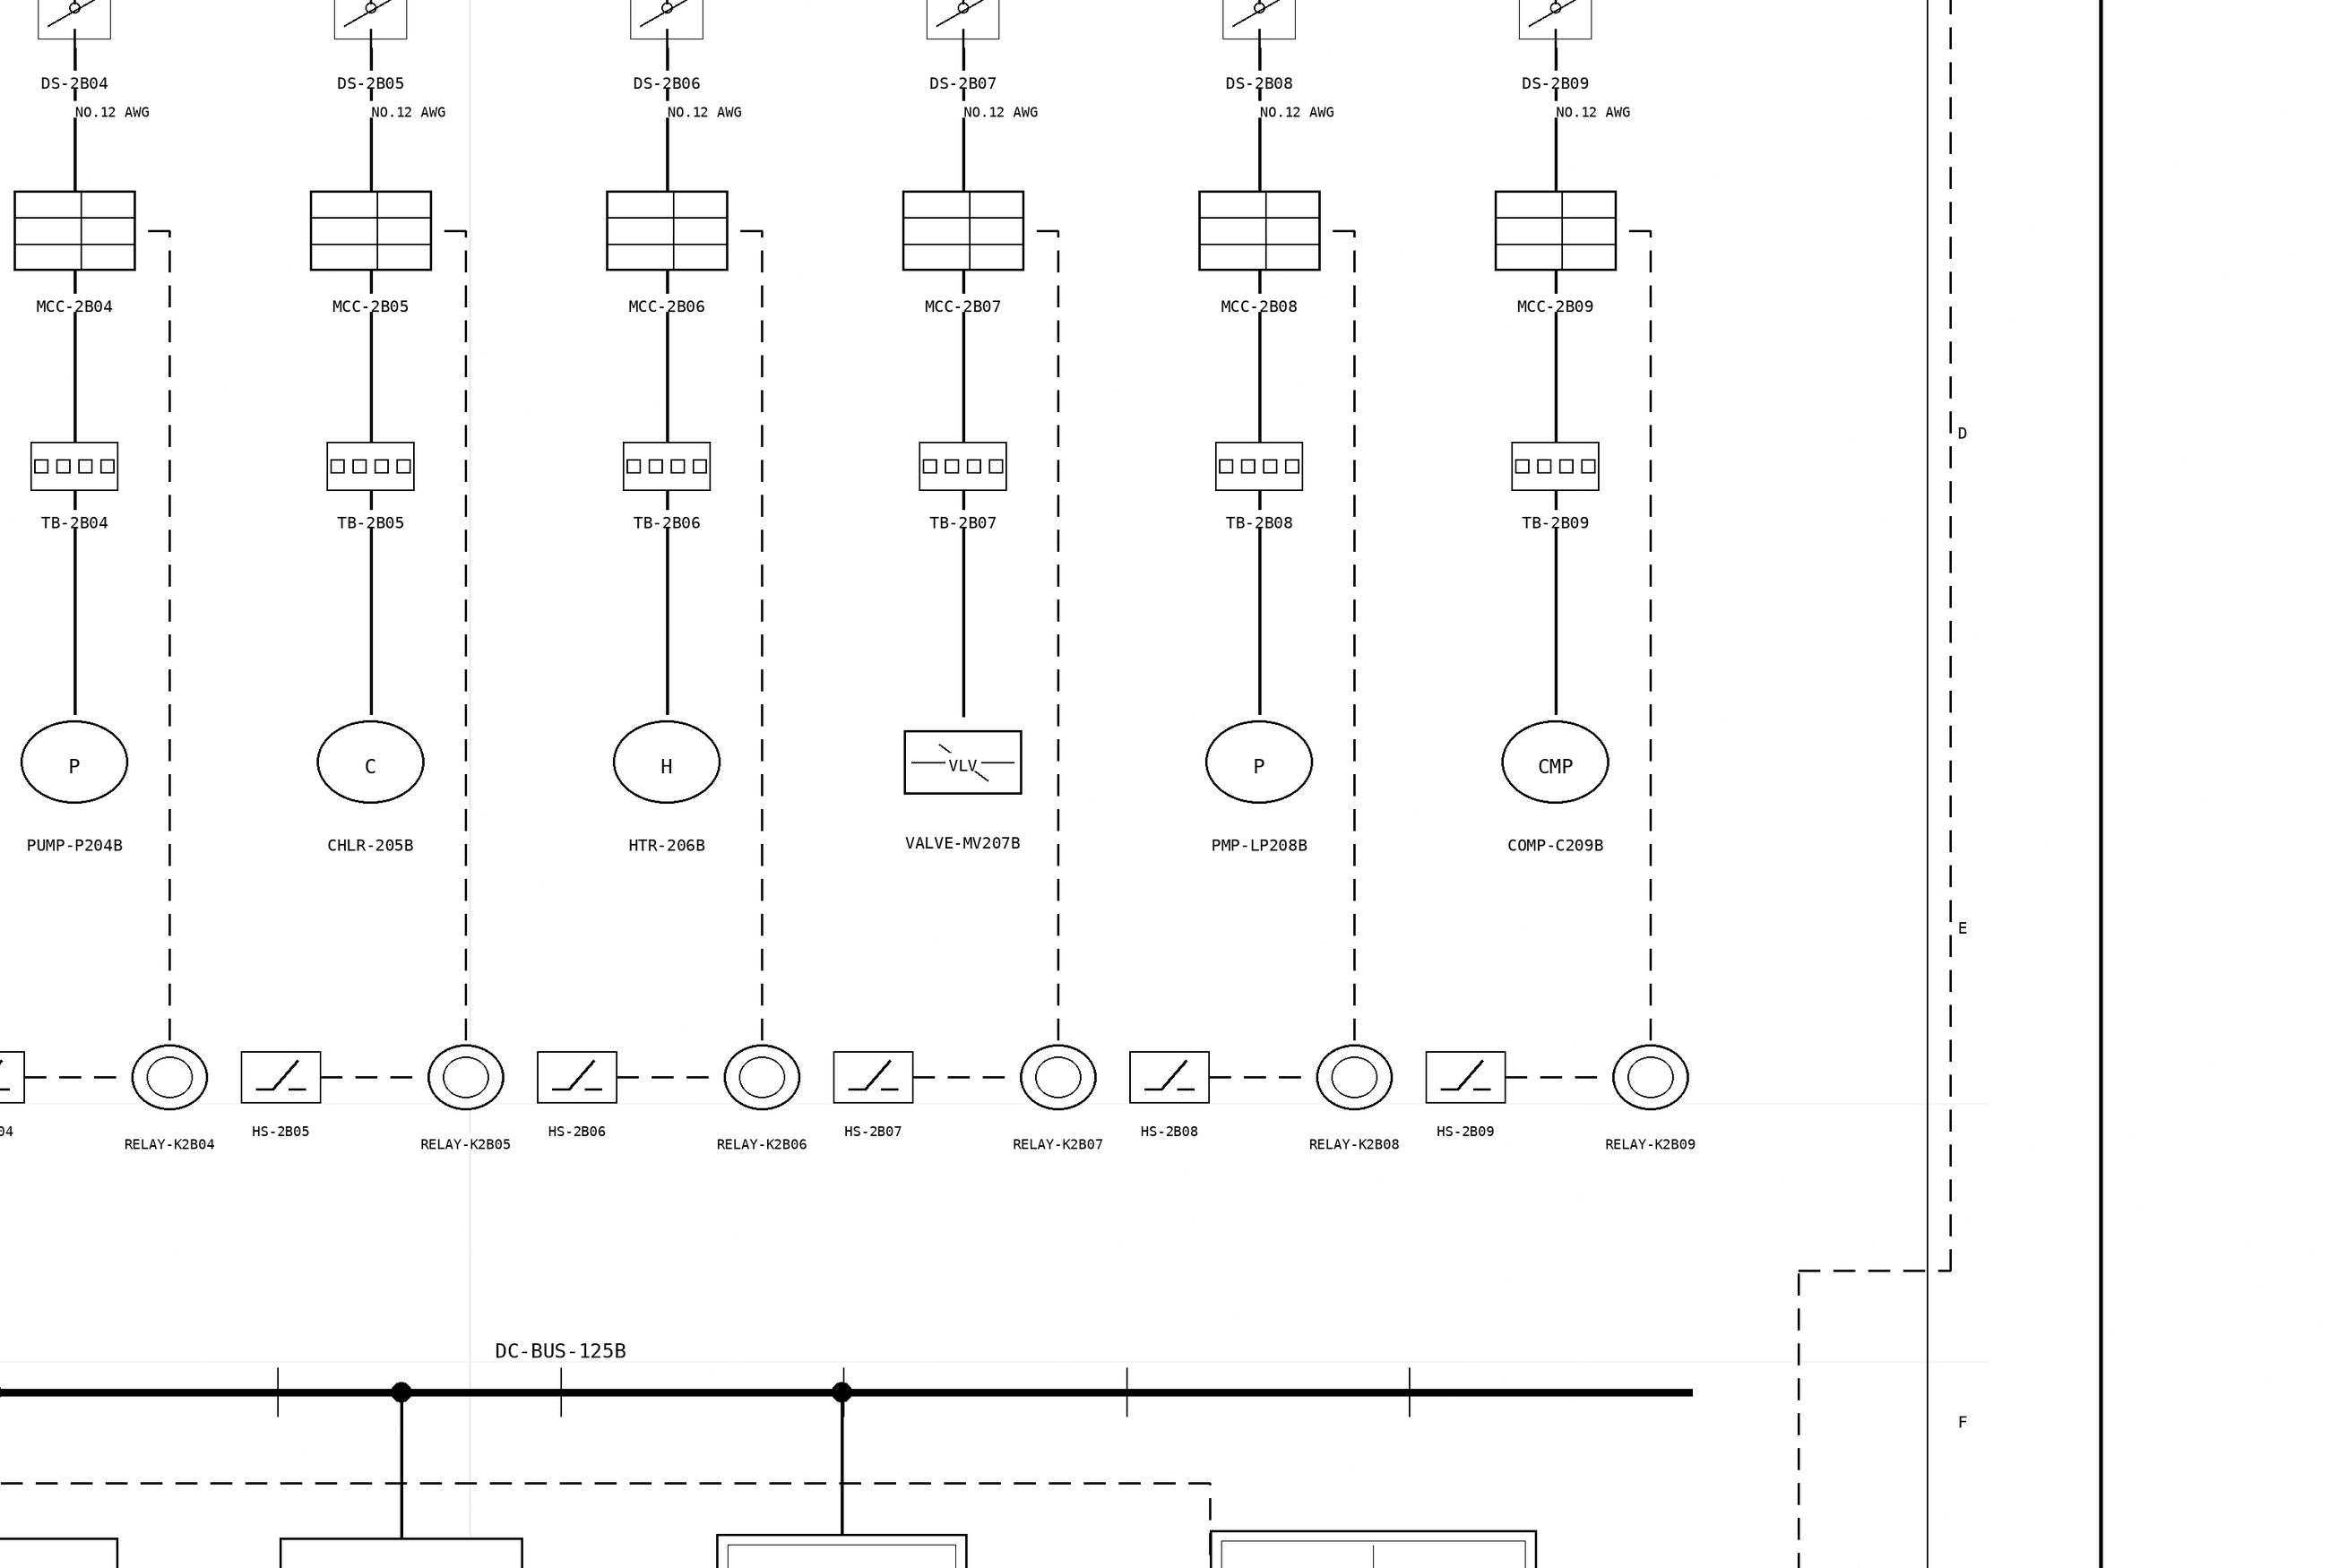 DS-2B04 DS-2B05 DS-2B06 DS-2B07 DS-2B08 DS-2B09
NO.12 AWG NO.12 AWG NO.12 AWG NO.12 AWG NO.12 AWG NO.12 AWG
MCC-2B04 MCC-2B05 MCC-2B06 MCC-2B07 MCC-2B08 MCC-2B09
D
TB-2B04 TB-2B05 TB-2B06 TB-2B07 TB-2B08 TB-2B09
P C H VLV P CMP
PUMP-P204B CHLR-205B HTR-206B VALVE-MV207B PMP-LP208B COMP-C209B
E
04 HS-2B05 HS-2B06 HS-2B07 HS-2B08 HS-2B09
RELAY-K2B04 RELAY-K2B05 RELAY-K2B06 RELAY-K2B07 RELAY-K2B08 RELAY-K2B09
DC-BUS-125B
F